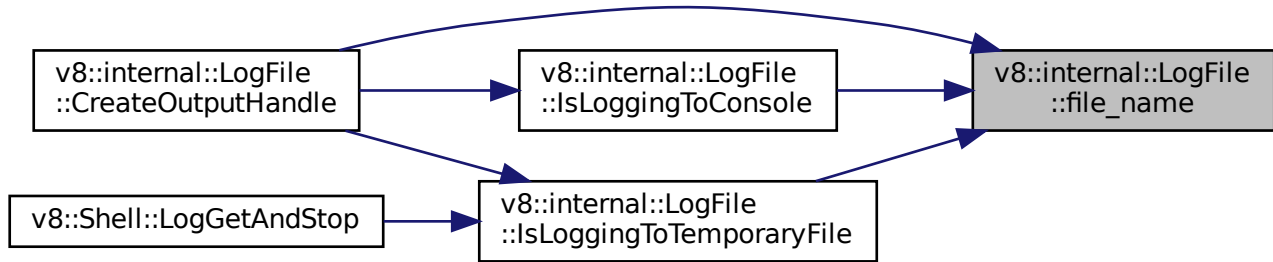 v8::internal::LogFile
::CreateOutputHandle
v8::internal::LogFile
::IsLoggingToConsole
v8::internal::LogFile
::file_name
v8::Shell::LogGetAndStop
v8::internal::LogFile
::IsLoggingToTemporaryFile